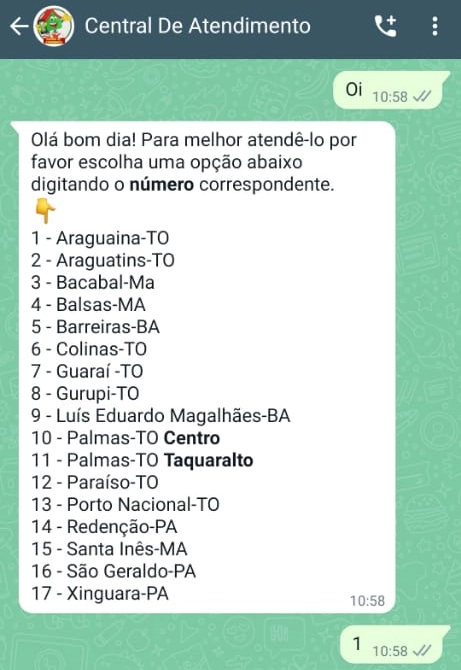 Central De Atendimento
Oi 10:58
Olá bom dia! Para melhor atendê-lo por
favor escolha uma opção abaixo
digitando o número correspondente.
👇
1 - Araguaina-TO
2 - Araguatins-TO
3 - Bacabal-Ma
4 - Balsas-MA
5 - Barreiras-BA
6 - Colinas-TO
7 - Guaraí -TO
8 - Gurupi-TO
9 - Luís Eduardo Magalhães-BA
10 - Palmas-TO Centro
11 - Palmas-TO Taquaralto
12 - Paraíso-TO
13 - Porto Nacional-TO
14 - Redenção-PA
15 - Santa Inês-MA
16 - São Geraldo-PA
17 - Xinguara-PA
10:58
1 10:58